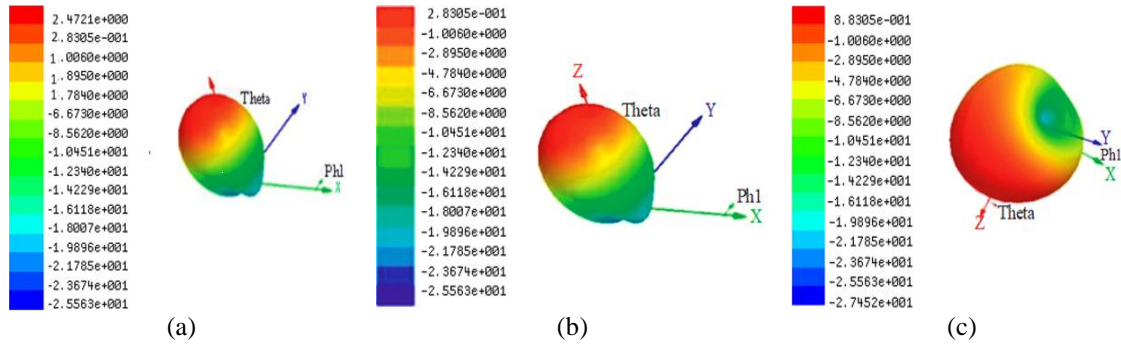 2.4721e+000
2.8305e-001
1.0060e+000
1.8950e+000
1.7840e+000
-6.6730e+000
-8.5620e+000
-1.0451e+001
-1.2340e+001
-1.4229e+001
-1.6118e+001
-1.8007e+001
-1.9896e+001
-2.1785e+001
-2.3674e+001
-2.5563e+001
Theta
Y
Ph1
X
(a)
2.8305e-001
-1.0060e+000
-2.8950e+000
-4.7840e+000
-6.6730e+000
-8.5620e+000
-1.0451e+001
-1.2340e+001
-1.4229e+001
-1.6118e+001
-1.8007e+001
-1.9896e+001
-2.1785e+001
-2.3674e+001
-2.5563e+001
Z
Theta
Y
Ph1
X
(b)
8.8305e-001
-1.0060e+000
-2.8950e+000
-4.7840e+000
-6.6730e+000
-8.5620e+000
-1.0451e+001
-1.2340e+001
-1.4229e+001
-1.6118e+001
-1.9896e+001
-2.1785e+001
-2.3674e+001
-2.5563e+001
-2.7452e+001
Y
Ph1
X
Theta
Z
(c)